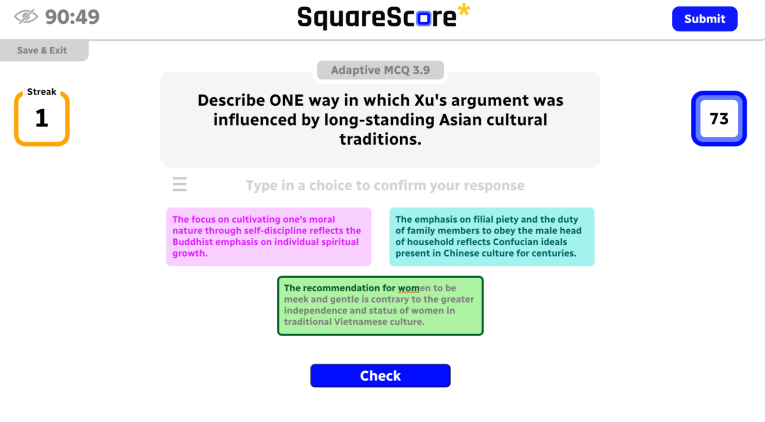 90:49
SquareScore*
Submit
Save & Exit
Adaptive MCQ 3.9
Streak
1
Describe ONE way in which Xu's argument was
influenced by long-standing Asian cultural
traditions.
73
Type in a choice to confirm your response
The focus on cultivating one's moral
nature through self-discipline reflects the
Buddhist emphasis on individual spiritual
growth.
The emphasis on filial piety and the duty
of family members to obey the male head
of household reflects Confucian ideals
present in Chinese culture for centuries.
The recommendation for women to be
meek and gentle is contrary to the greater
independence and status of women in
traditional Vietnamese culture.
Check